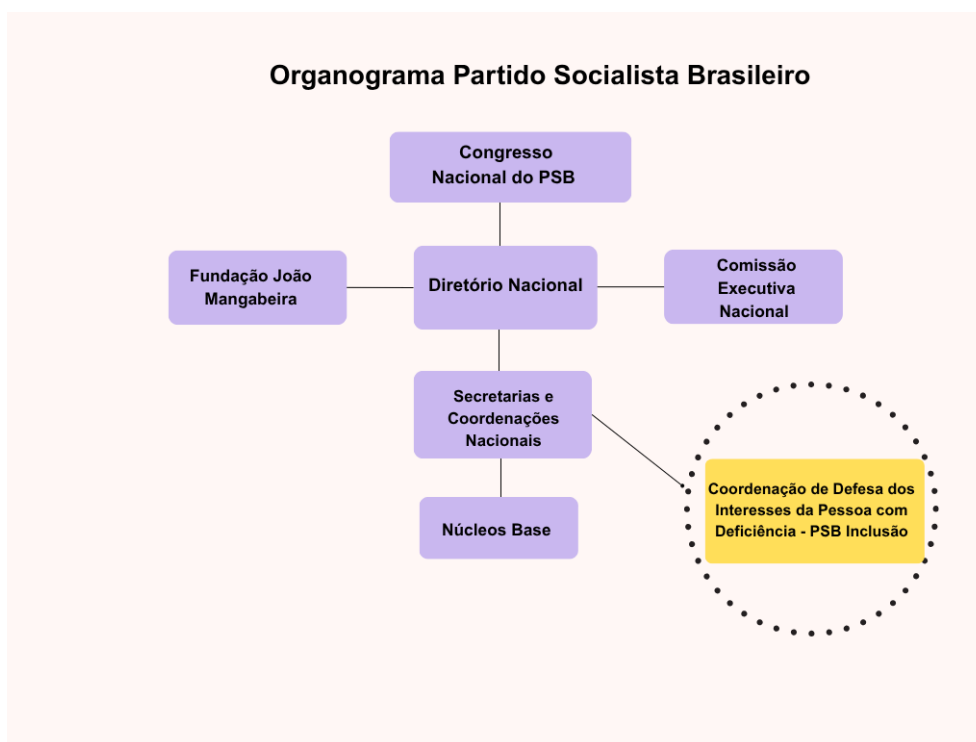 Organograma Partido Socialista Brasileiro
Congresso
Nacional do PSB
Fundação João
Mangabeira
Diretório Nacional
Comissão
Executiva
Nacional
Secretarias e
Coordenações
Nacionais
Coordenação de Defesa dos
Interesses da Pessoa com
Deficiência - PSB Inclusão
Núcleos Base